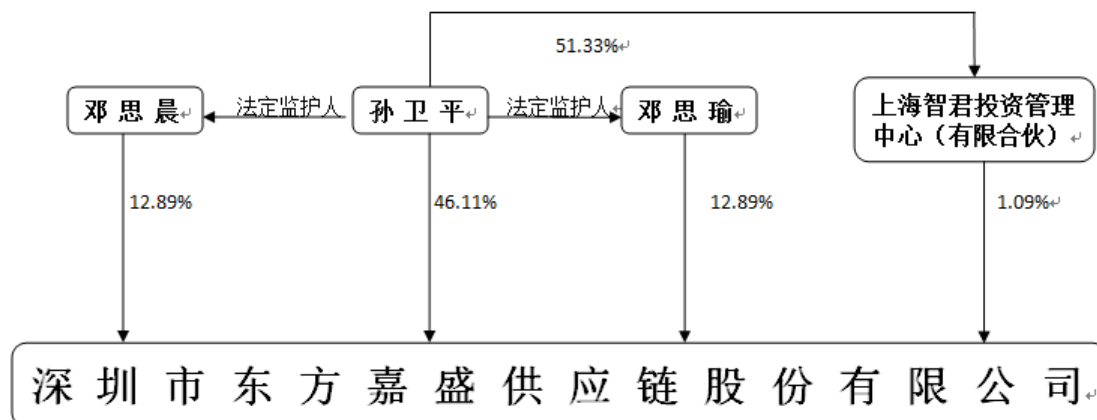 51.33%
邓 思 晨
法定监护人
孙 卫 平
法定监护人
邓 思 瑜
上海智君投资管理
中心（有限合伙）
12.89%
46.11%
12.89%
1.09%
深 圳 市 东 方 嘉 盛 供 应 链 股 份 有 限 公 司